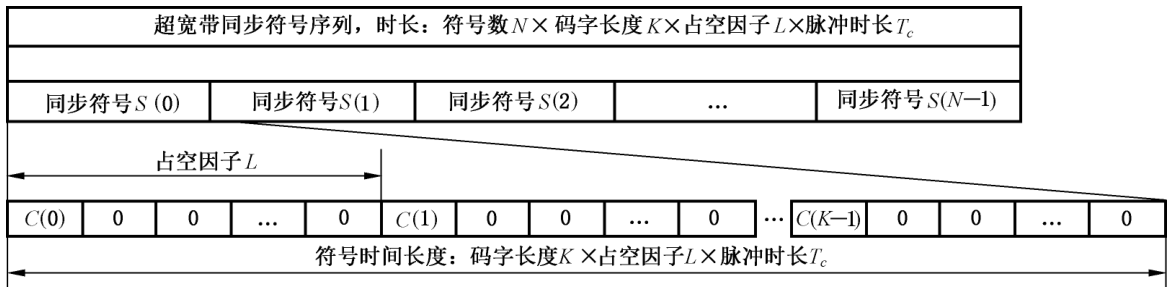 超宽带同步符号序列，时长：符号数N×码字长度K×占空因子L×脉冲时长T_c
同步符号S(0) 同步符号S(1) 同步符号S(2) … 同步符号S(N−1)
占空因子L
C(0) 0 0 … 0 C(1) 0 0 … 0 … C(K−1) 0 0 … 0
符号时间长度：码字长度K×占空因子L×脉冲时长T_c